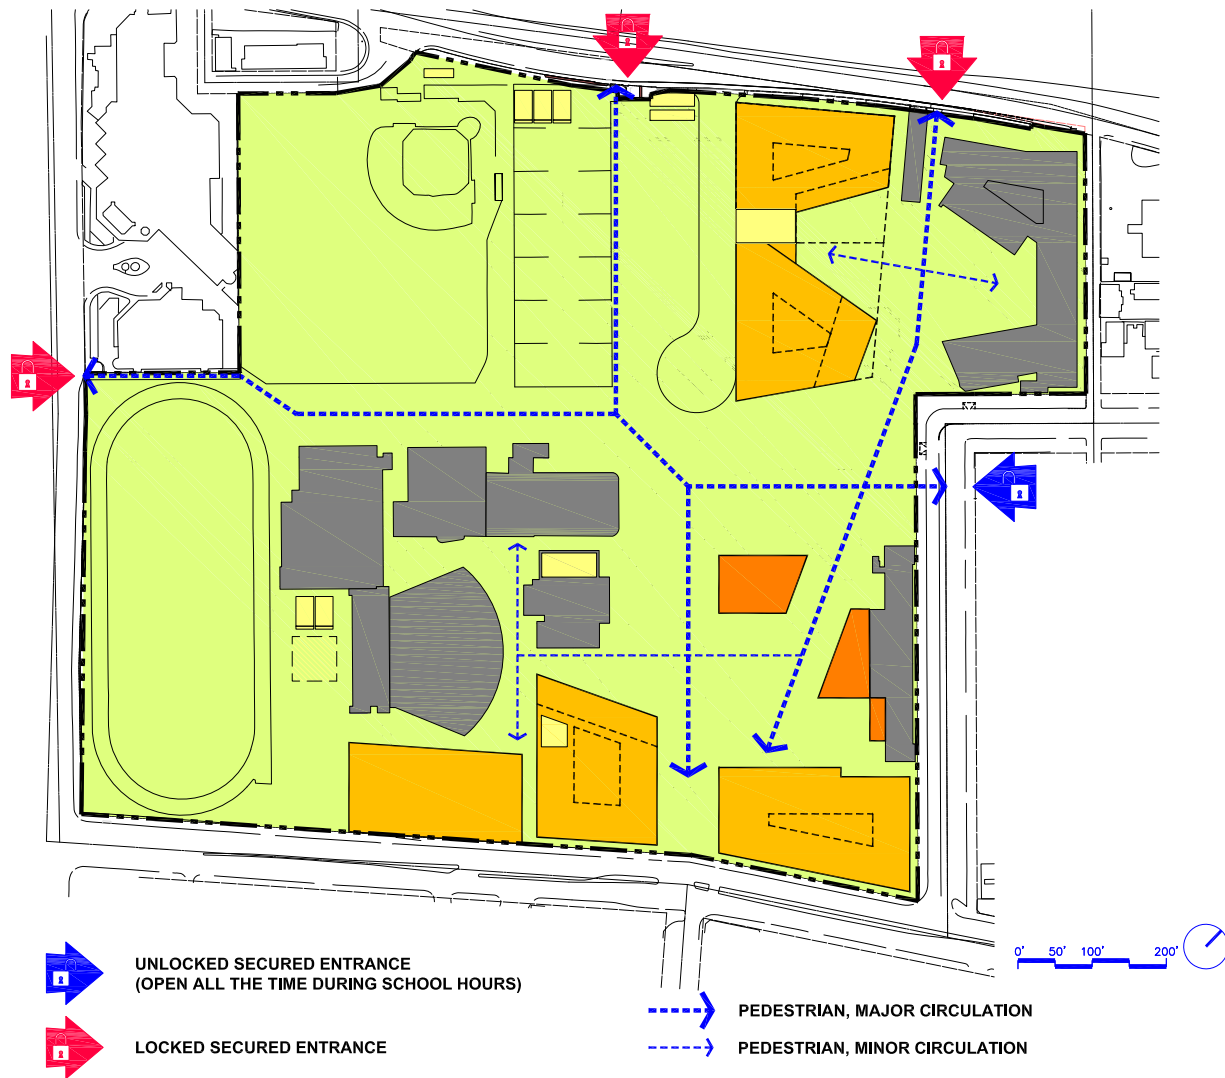 0' 50' 100' 200'
UNLOCKED SECURED ENTRANCE
(OPEN ALL THE TIME DURING SCHOOL HOURS)
PEDESTRIAN, MAJOR CIRCULATION
LOCKED SECURED ENTRANCE
PEDESTRIAN, MINOR CIRCULATION